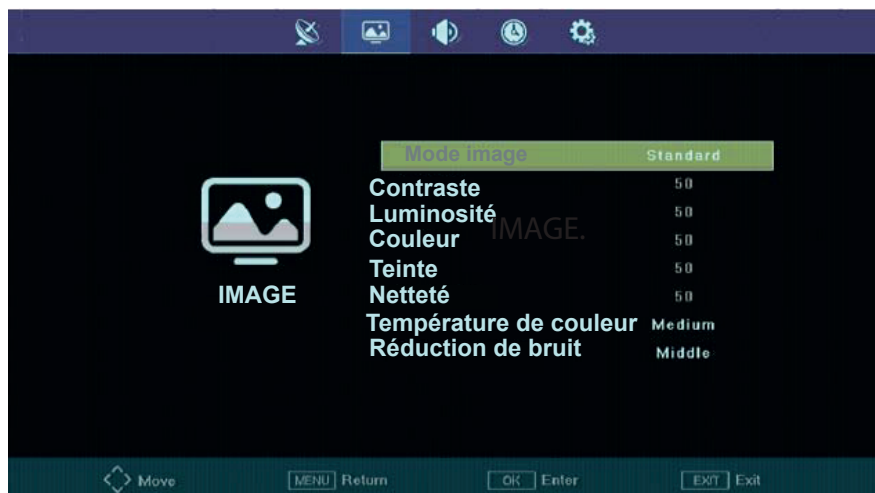 Mode image Standard
Contraste 50
Luminosité 50
IMAGE.
Couleur 50
Teinte 50
IMAGE
Netteté 50
Température de couleur Medium
Réduction de bruit Middle
Move MENU Return OK Enter EXIT Exit